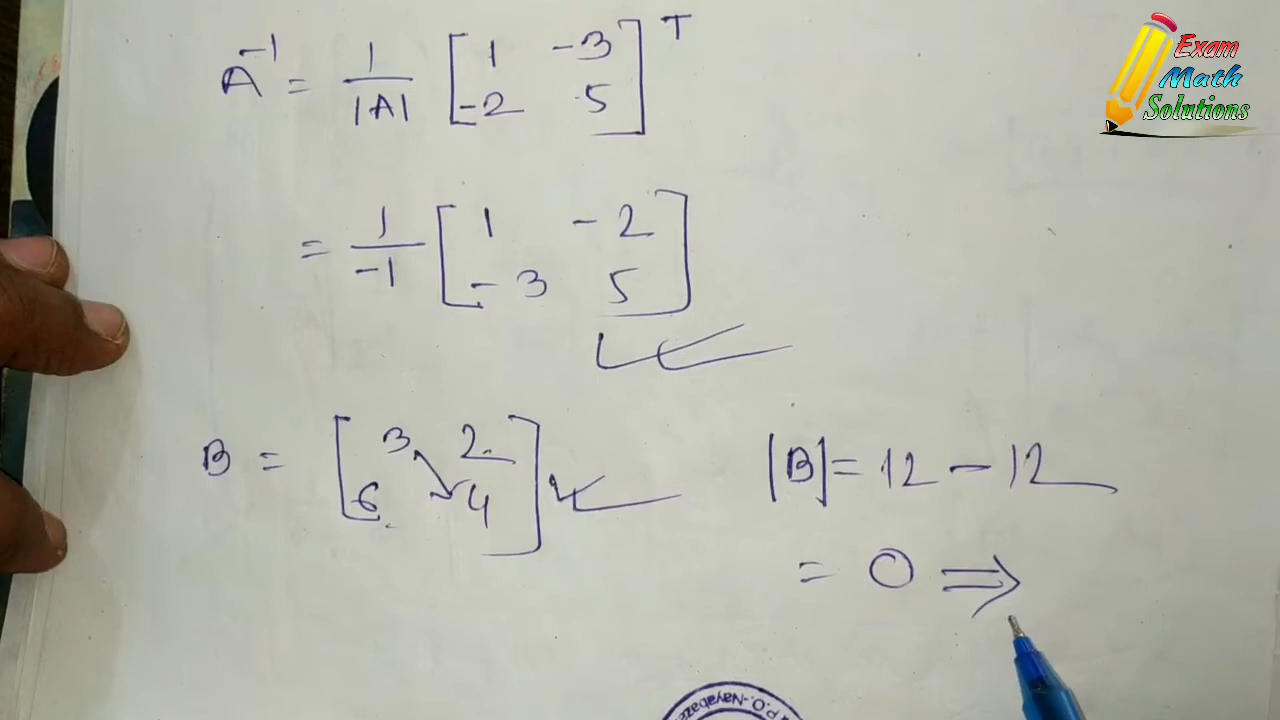 A⁻¹ = 1/|A| [1 -3; -2 5]ᵀ
= 1/-1 [1 -2; -3 5]
B = [3 2; 6 4]
|B| = 12 - 12
= 0 ⇒
Exam
Math
Solutions
P.O.-Nayabaza